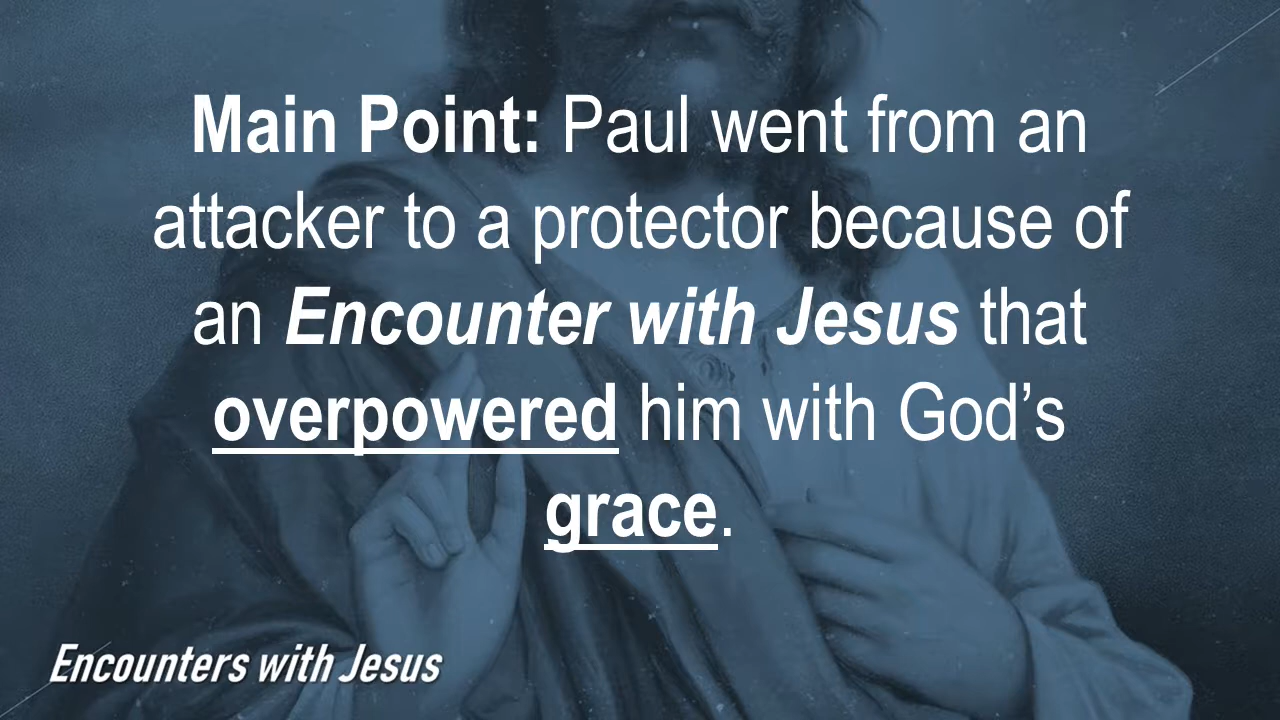 Main Point: Paul went from an
attacker to a protector because of
an Encounter with Jesus that
overpowered him with God’s
grace.
Encounters with Jesus